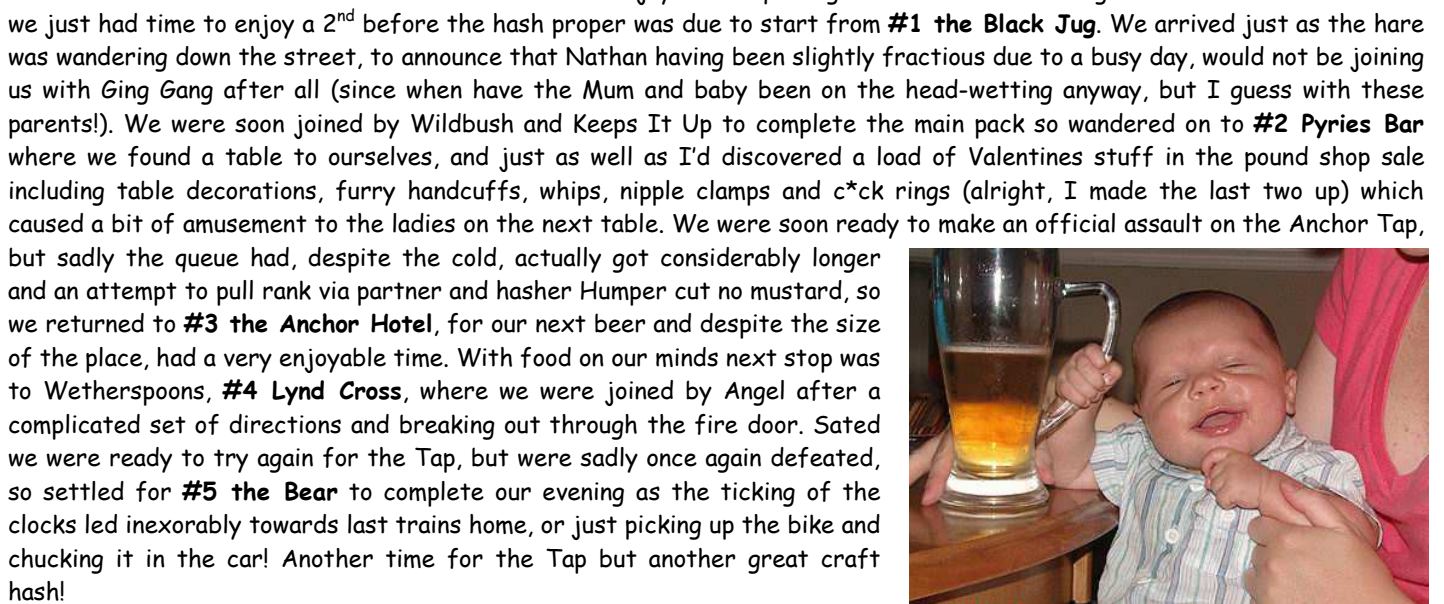 we just had time to enjoy a 2nd before the hash proper was due to start from #1 the Black Jug. We arrived just as the hare
was wandering down the street, to announce that Nathan having been slightly fractious due to a busy day, would not be joining
us with Ging Gang after all (since when have the Mum and baby been on the head-wetting anyway, but I guess with these
parents!). We were soon joined by Wildbush and Keeps It Up to complete the main pack so wandered on to #2 Pyries Bar
where we found a table to ourselves, and just as well as I'd discovered a load of Valentines stuff in the pound shop sale
including table decorations, furry handcuffs, whips, nipple clamps and c*ck rings (alright, I made the last two up) which
caused a bit of amusement to the ladies on the next table. We were soon ready to make an official assault on the Anchor Tap,
but sadly the queue had, despite the cold, actually got considerably longer
and an attempt to pull rank via partner and hasher Humper cut no mustard, so
we returned to #3 the Anchor Hotel, for our next beer and despite the size
of the place, had a very enjoyable time. With food on our minds next stop was
to Wetherspoons, #4 Lynd Cross, where we were joined by Angel after a
complicated set of directions and breaking out through the fire door. Sated
we were ready to try again for the Tap, but were sadly once again defeated,
so settled for #5 the Bear to complete our evening as the ticking of the
clocks led inexorably towards last trains home, or just picking up the bike and
chucking it in the car! Another time for the Tap but another great craft
hash!